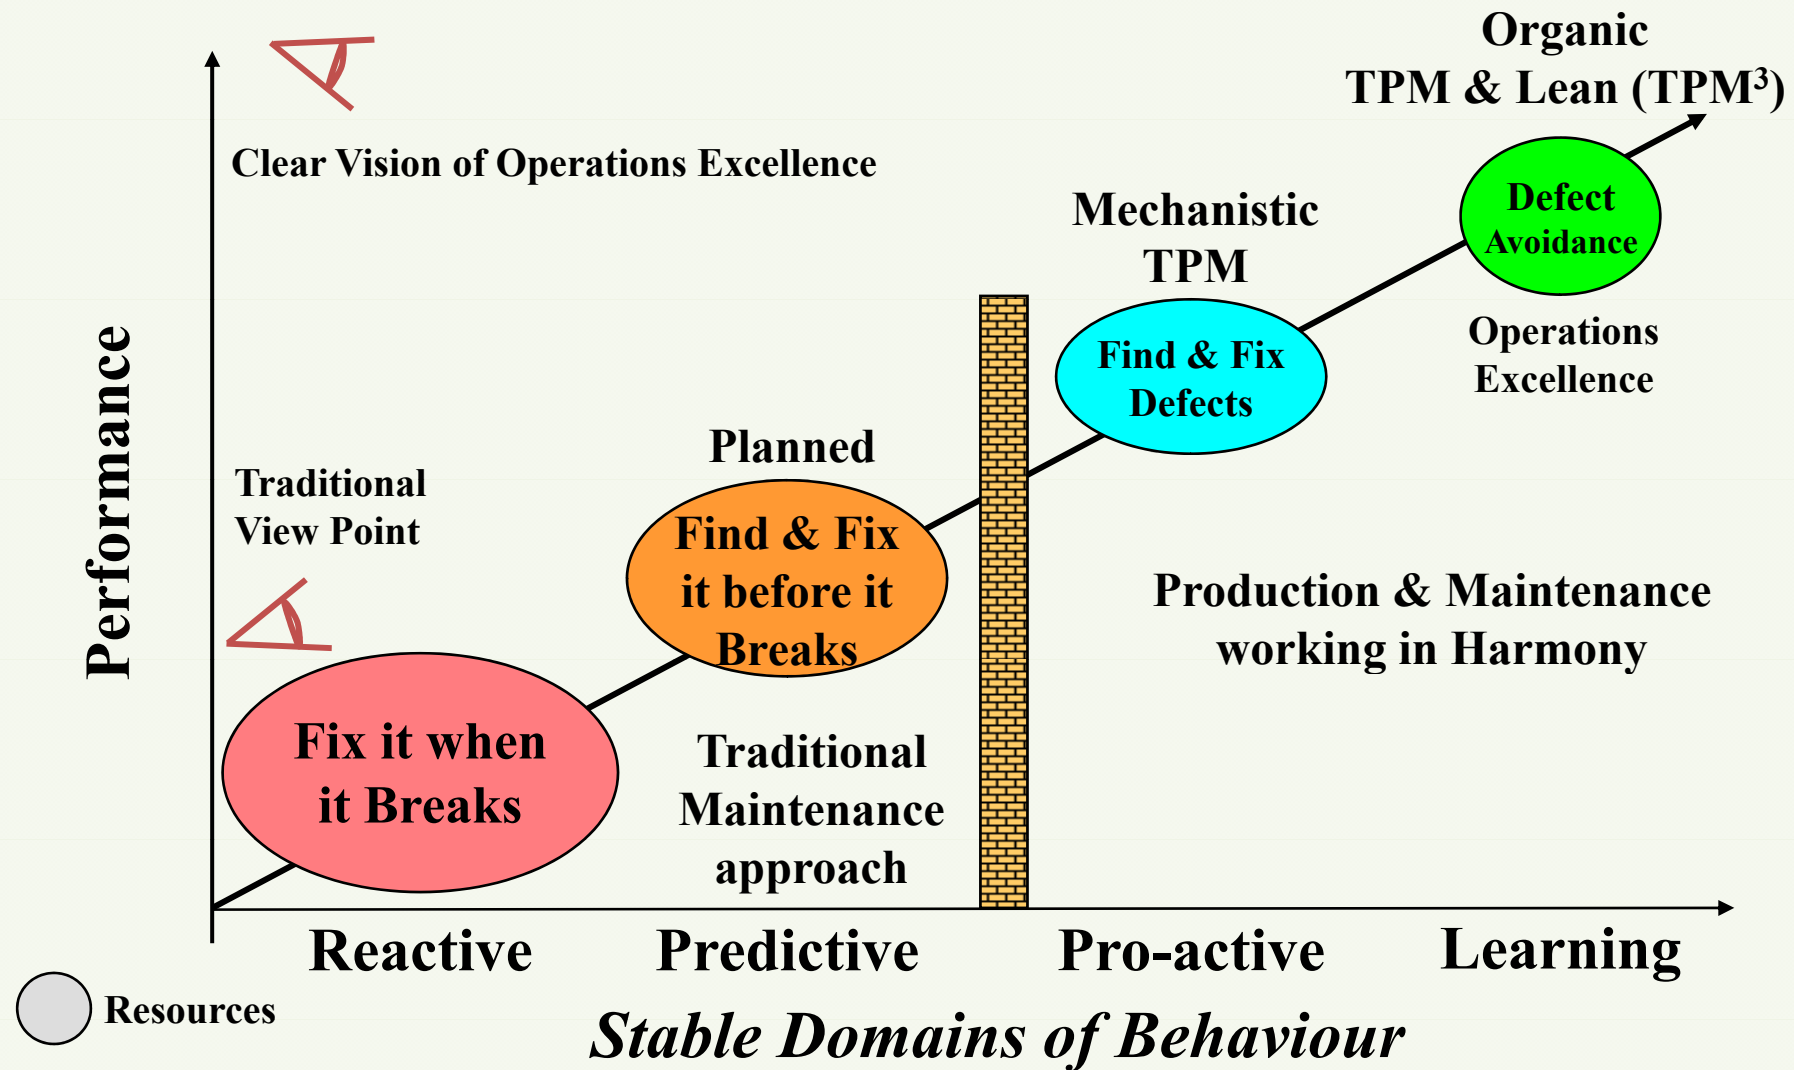 Organic
TPM & Lean (TPM³)
Clear Vision of Operations Excellence
Defect
Avoidance
Mechanistic
TPM
Operations
Excellence
Find & Fix
Defects
Performance
Planned
Traditional
View Point
Find & Fix
it before it
Breaks
Production & Maintenance
working in Harmony
Fix it when
it Breaks
Traditional
Maintenance
approach
Reactive
Predictive
Pro-active
Learning
Resources
Stable Domains of Behaviour